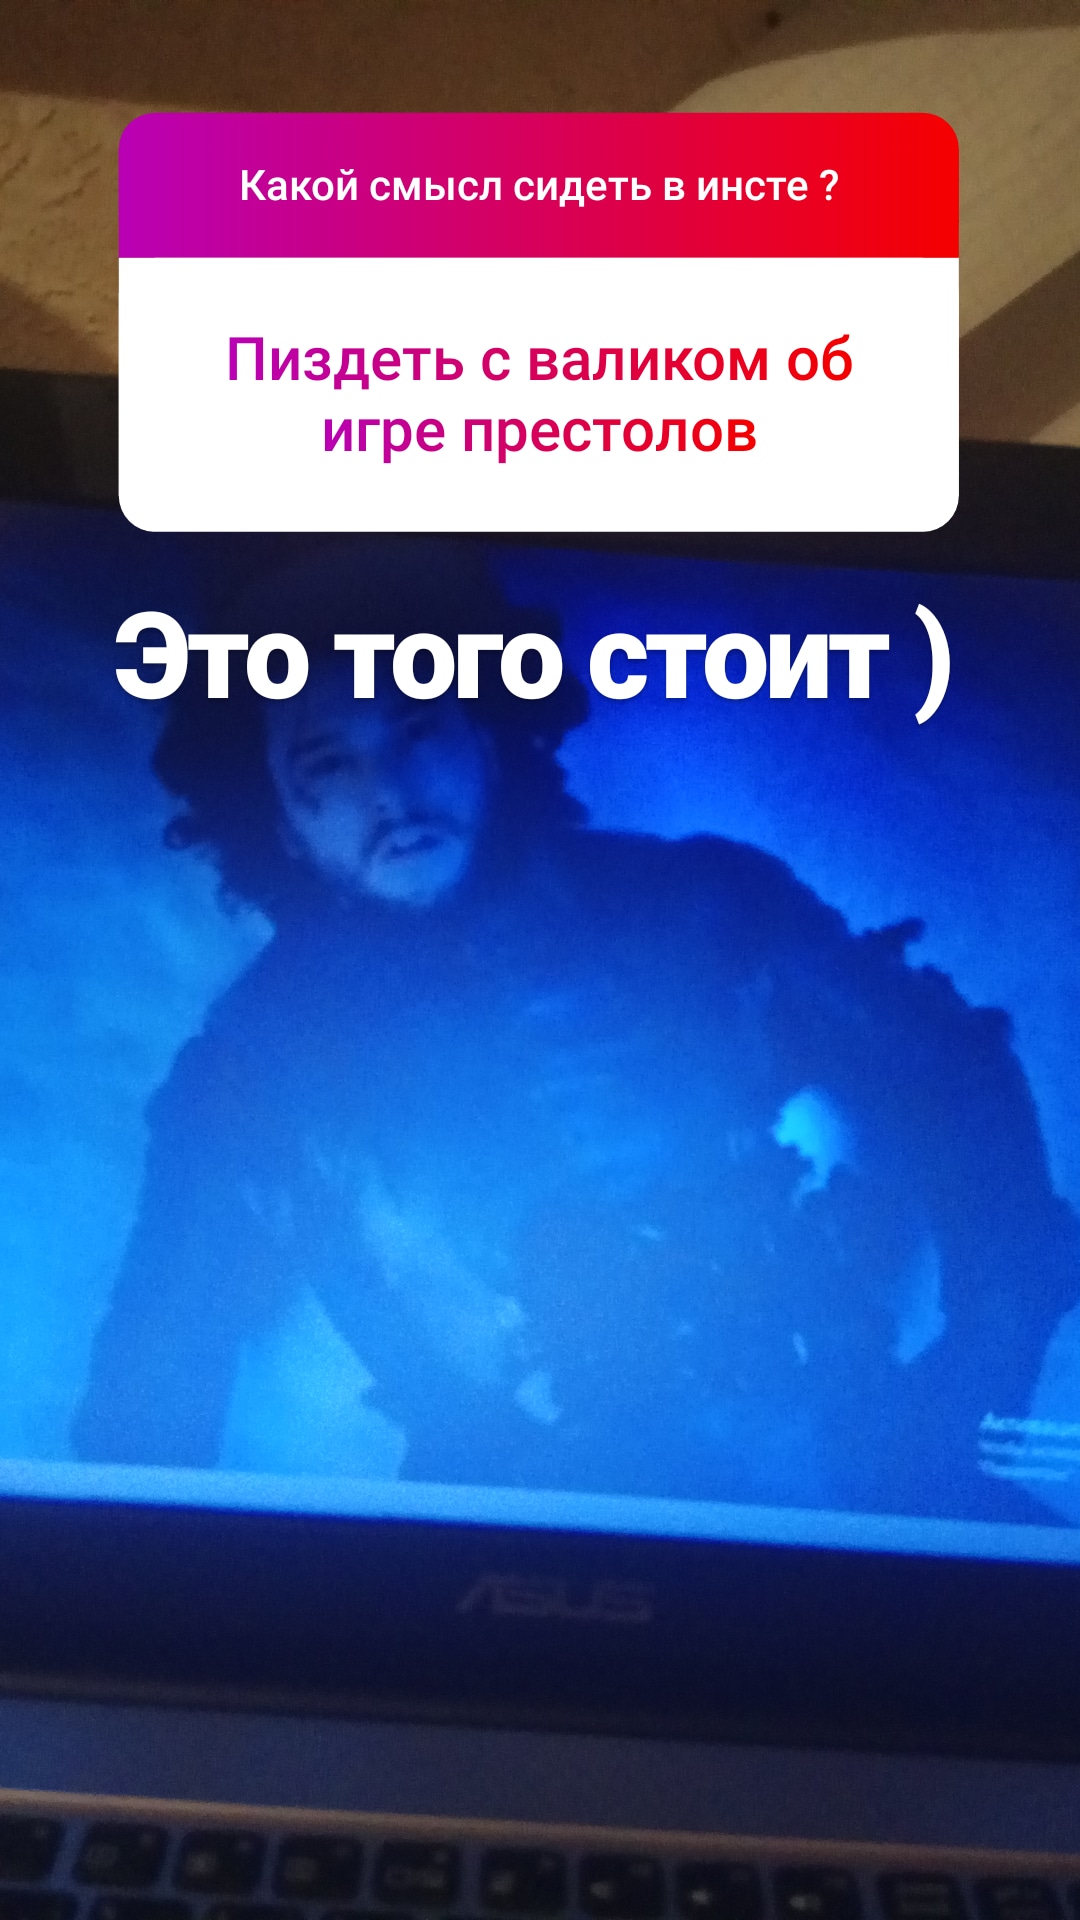 Какой смысл сидеть в инсте ?
Пиздеть с валиком об
игре престолов
Это того стоит )
ASUS